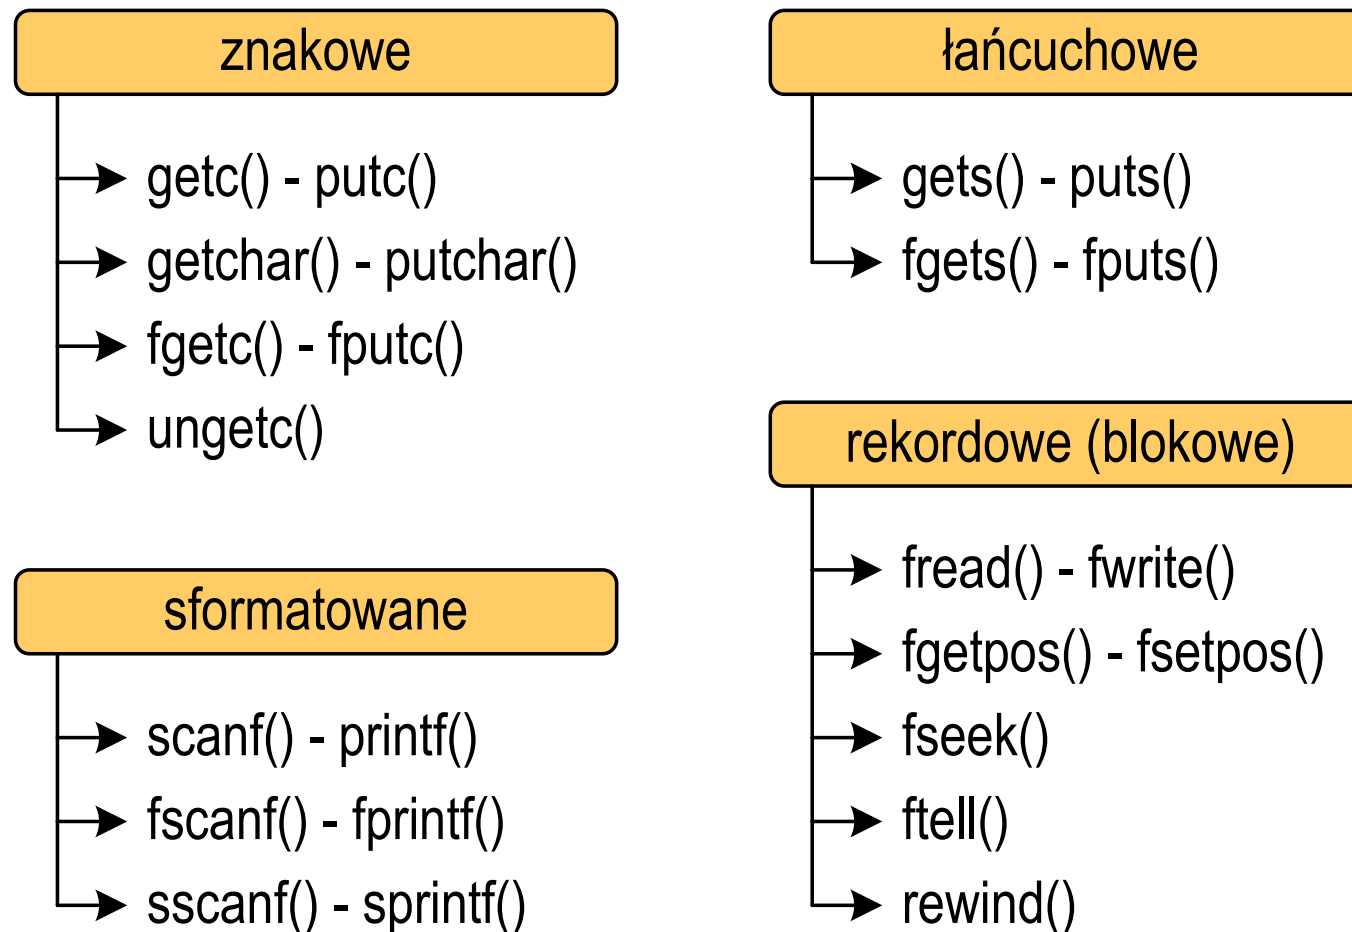 znakowe
getc() - putc()
getchar() - putchar()
fgetc() - fputc()
ungetc()
sformatowane
scanf() - printf()
fscanf() - fprintf()
sscanf() - sprintf()
łańcuchowe
gets() - puts()
fgets() - fputs()
rekordowe (blokowe)
fread() - fwrite()
fgetpos() - fsetpos()
fseek()
ftell()
rewind()